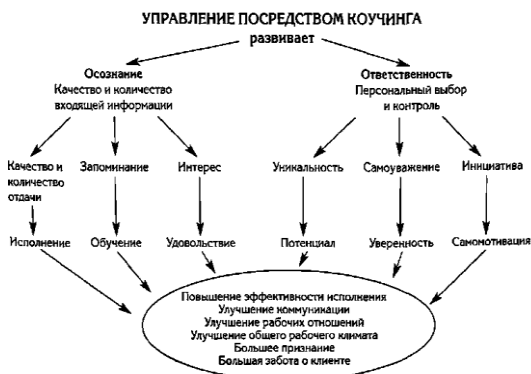 УПРАВЛЕНИЕ ПОСРЕДСТВОМ КОУЧИНГА
развивает
Осознание
Качество и количество
входящей информации
Ответственность
Персональный выбор
и контроль
Качество и
количество
отдачи
Запоминание
Интерес
Уникальность
Самоуважение
Инициатива
Исполнение
Обучение
Удовольствие
Потенциал
Уверенность
Самомотивация
Повышение эффективности исполнения
Улучшение коммуникации
Улучшение рабочих отношений
Улучшение общего рабочего климата
Большее признание
Большая забота о клиенте